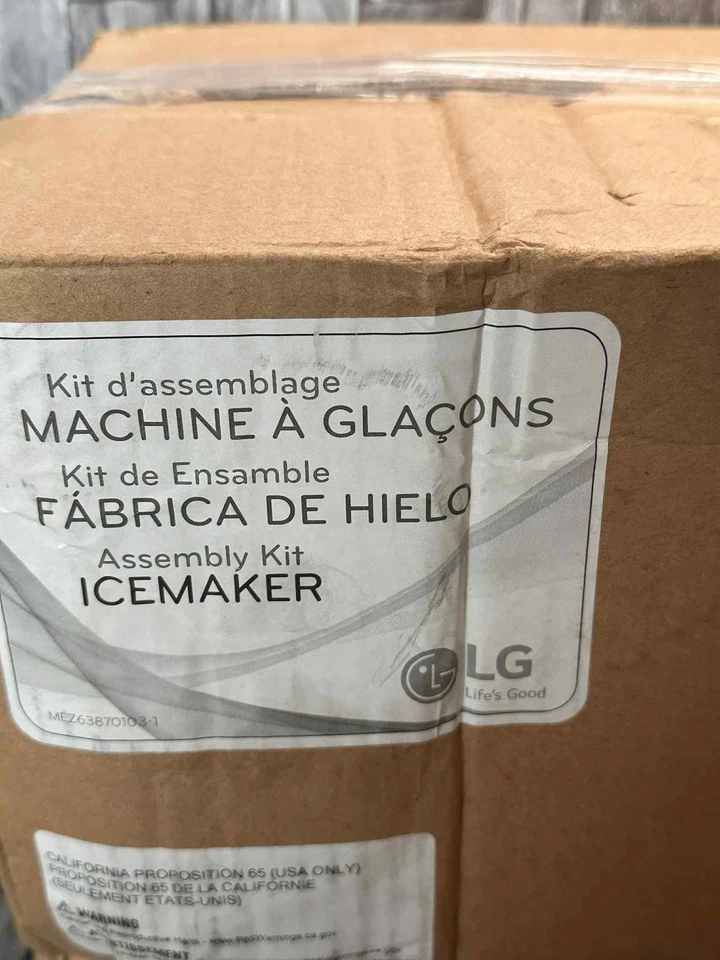 Kit d'assemblage
MACHINE À GLAÇONS
Kit de Ensamble
FÁBRICA DE HIELO
Assembly Kit
ICEMAKER
LG
Life's Good
MEZ63870103-1
CALIFORNIA PROPOSITION 65 (USA ONLY)
PROPOSITION 65 DE LA CALIFORNIE
(SEULEMENT ETATS-UNIS)
WARNING